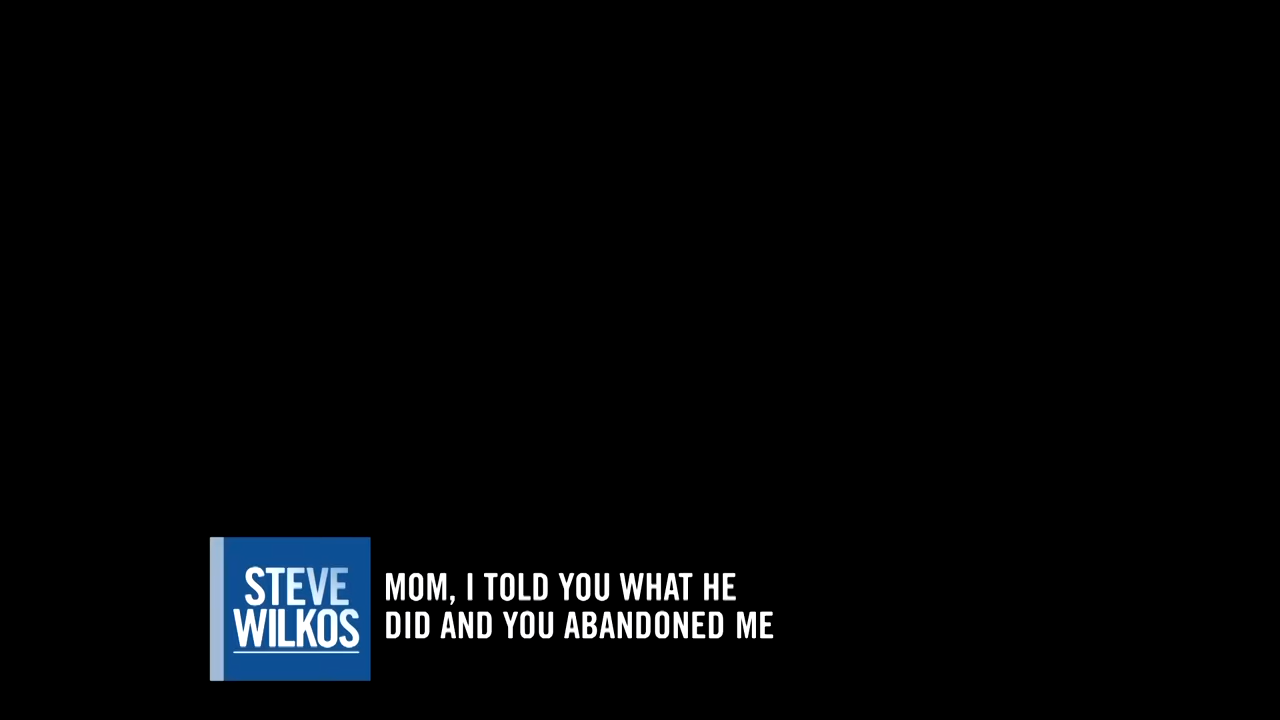 STEVE
WILKOS
MOM, I TOLD YOU WHAT HE
DID AND YOU ABANDONED ME